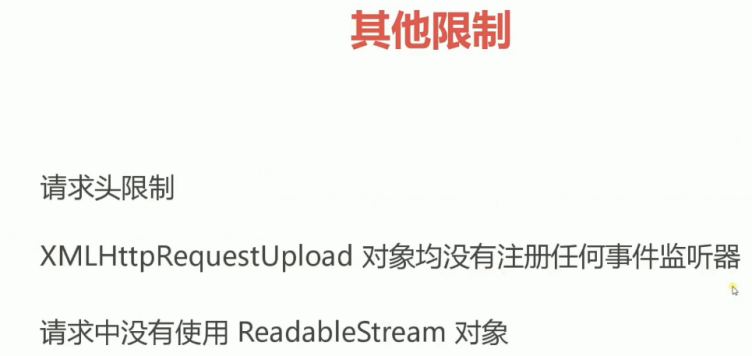 其他限制
请求头限制
XMLHttpRequestUpload 对象均没有注册任何事件监听器
请求中没有使用 ReadableStream 对象